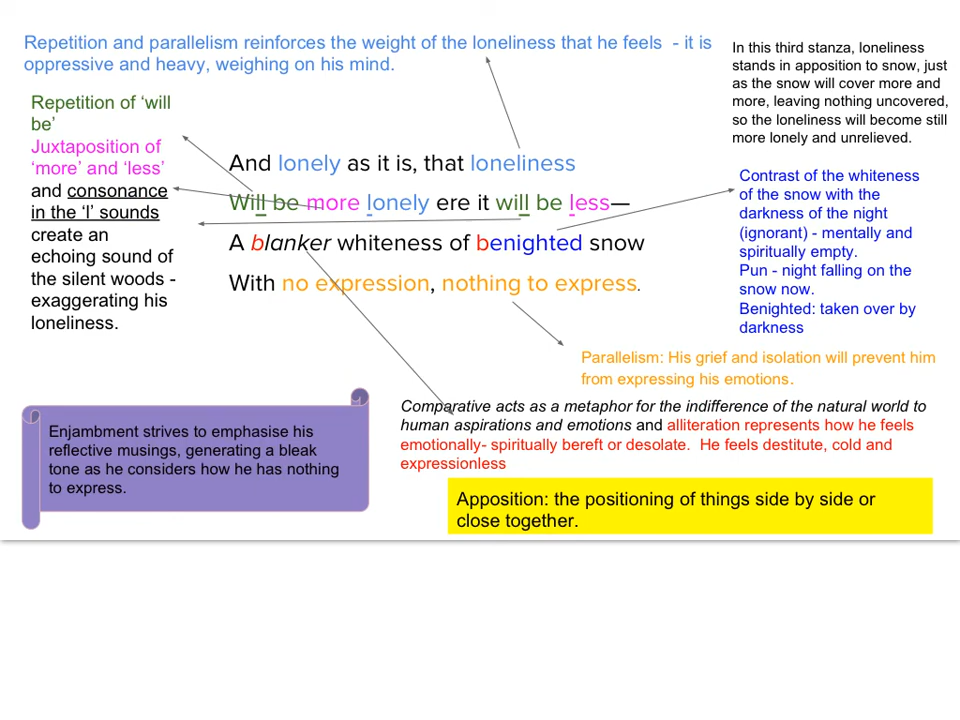 Repetition and parallelism reinforces the weight of the loneliness that he feels  - it is
oppressive and heavy, weighing on his mind.
In this third stanza, loneliness
stands in apposition to snow, just
as the snow will cover more and
more, leaving nothing uncovered,
so the loneliness will become still
more lonely and unrelieved.
Repetition of ‘will
be’
Juxtaposition of
‘more’ and ‘less’
and consonance
in the ‘l’ sounds
create an
echoing sound of
the silent woods -
exaggerating his
loneliness.
And lonely as it is, that loneliness
Will be more lonely ere it will be less—
A blanker whiteness of benighted snow
With no expression, nothing to express.
Contrast of the whiteness
of the snow with the
darkness of the night
(ignorant) - mentally and
spiritually empty.
Pun - night falling on the
snow now.
Benighted: taken over by
darkness
Parallelism: His grief and isolation will prevent him
from expressing his emotions.
Comparative acts as a metaphor for the indifference of the natural world to
human aspirations and emotions and alliteration represents how he feels
emotionally- spiritually bereft or desolate.  He feels destitute, cold and
expressionless
Enjambment strives to emphasise his
reflective musings, generating a bleak
tone as he considers how he has nothing
to express.
Apposition: the positioning of things side by side or
close together.